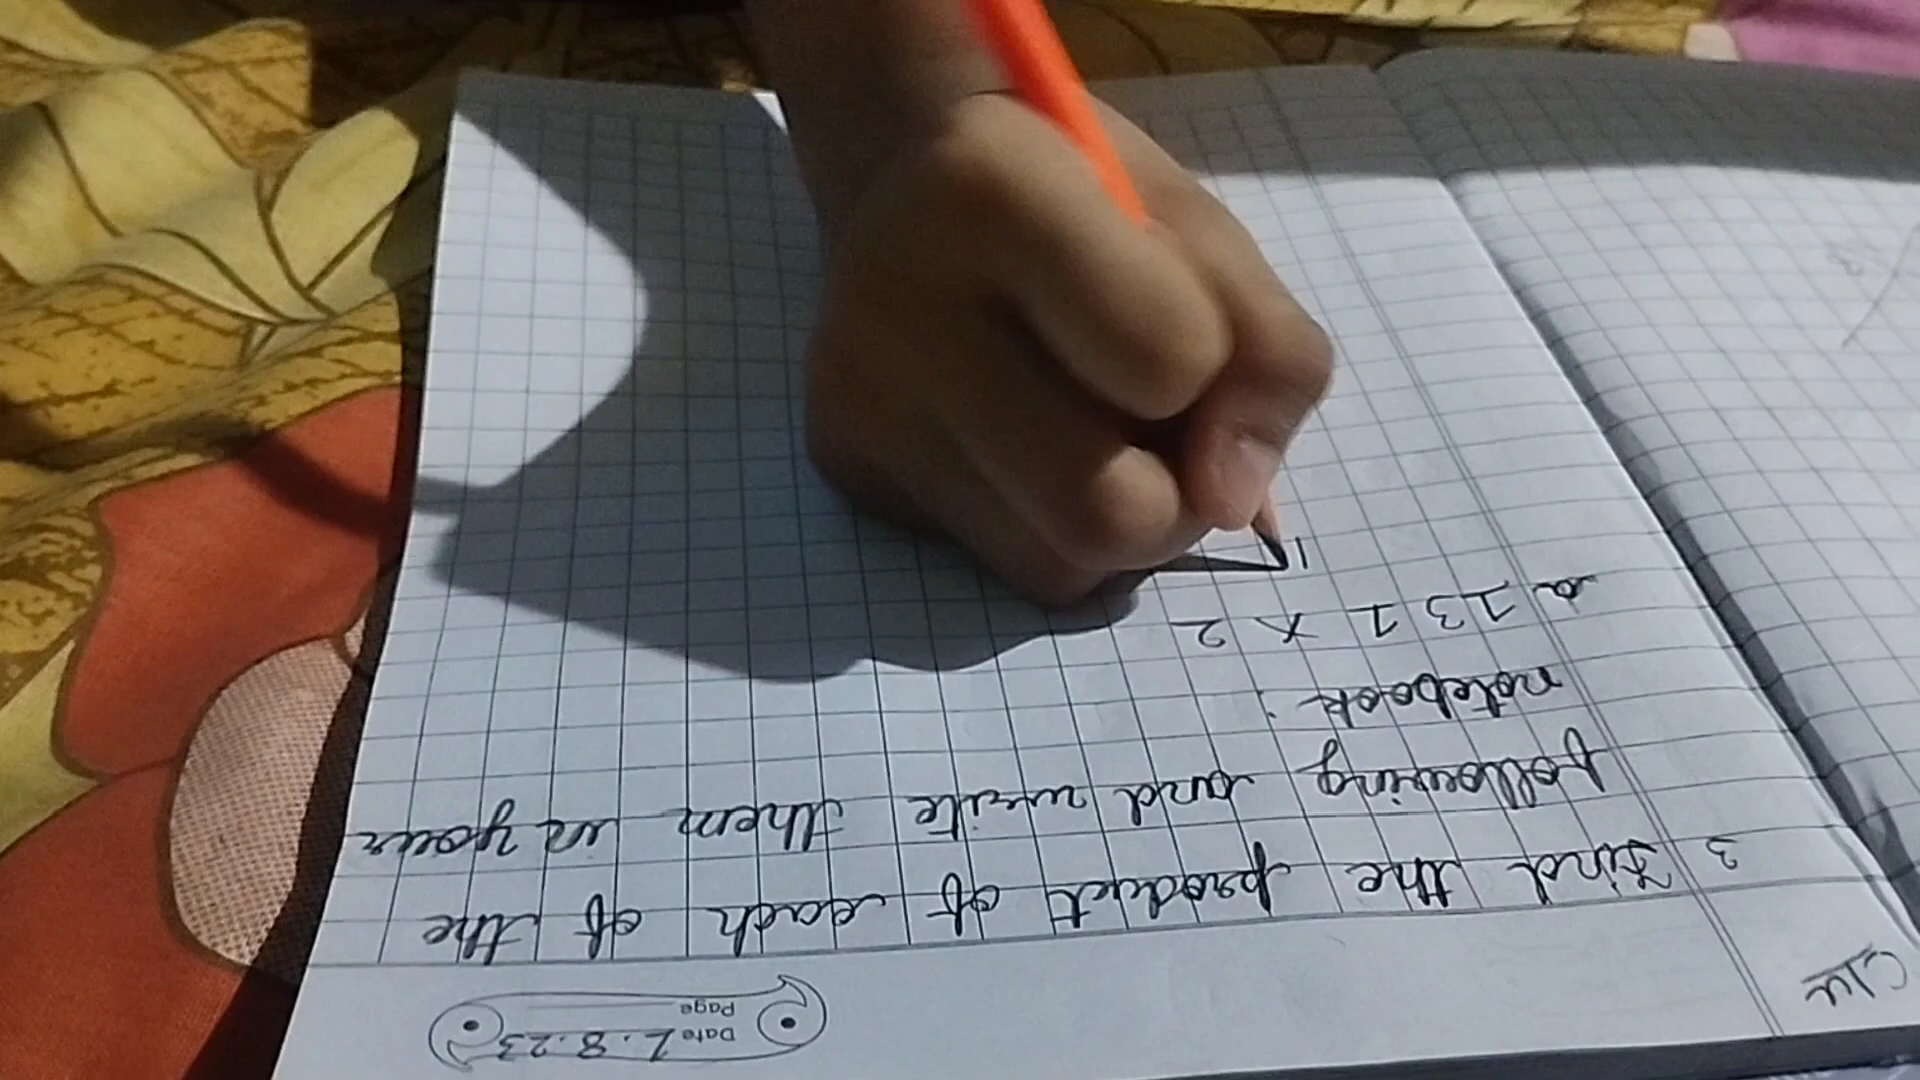 C/W
Date 2.8.23
Page
3 Find the product of each of the
following and write them in your
notebook:
a 131 x 2
1